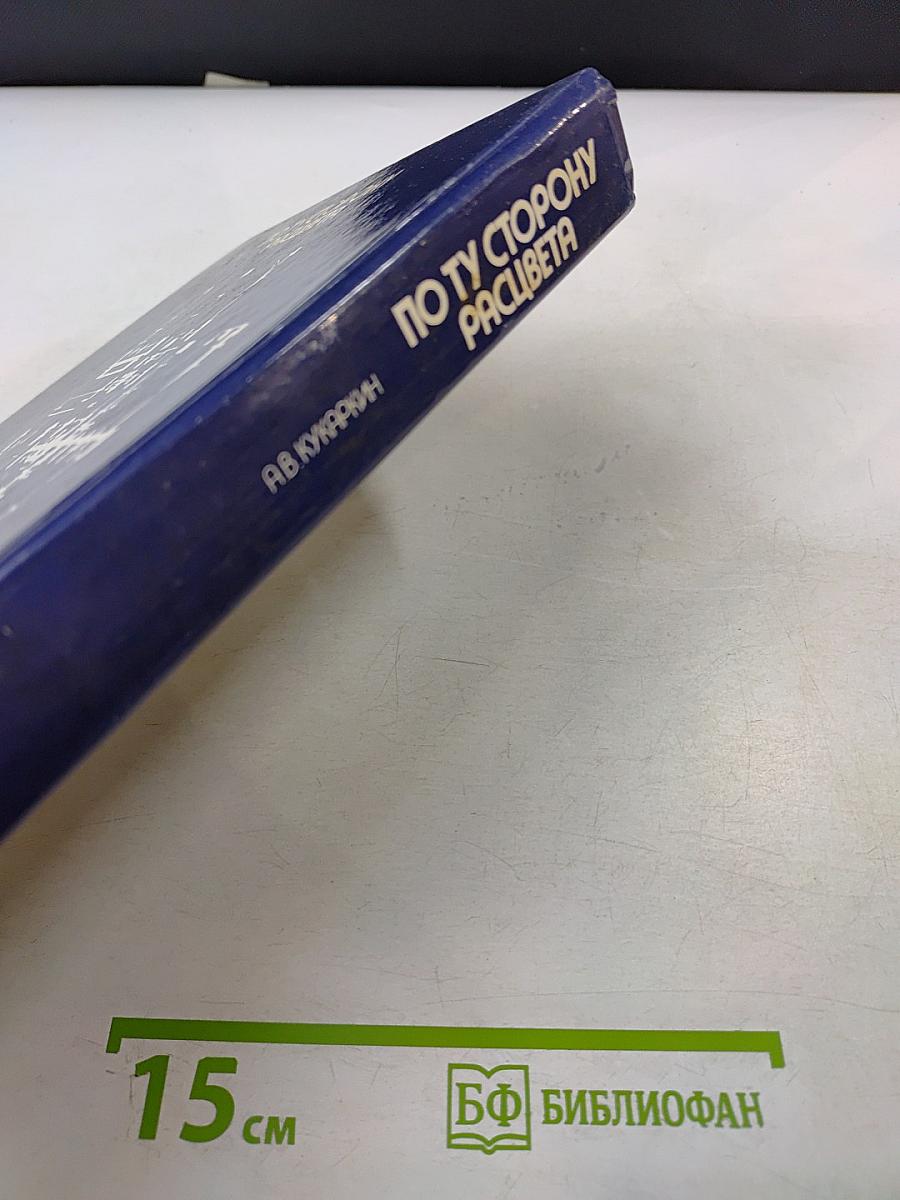 ПО ТУ СТОРОНУ
РАСЦВЕТА
А.В. КУКАРКИН
15 см
БФ БИБЛИОФАН